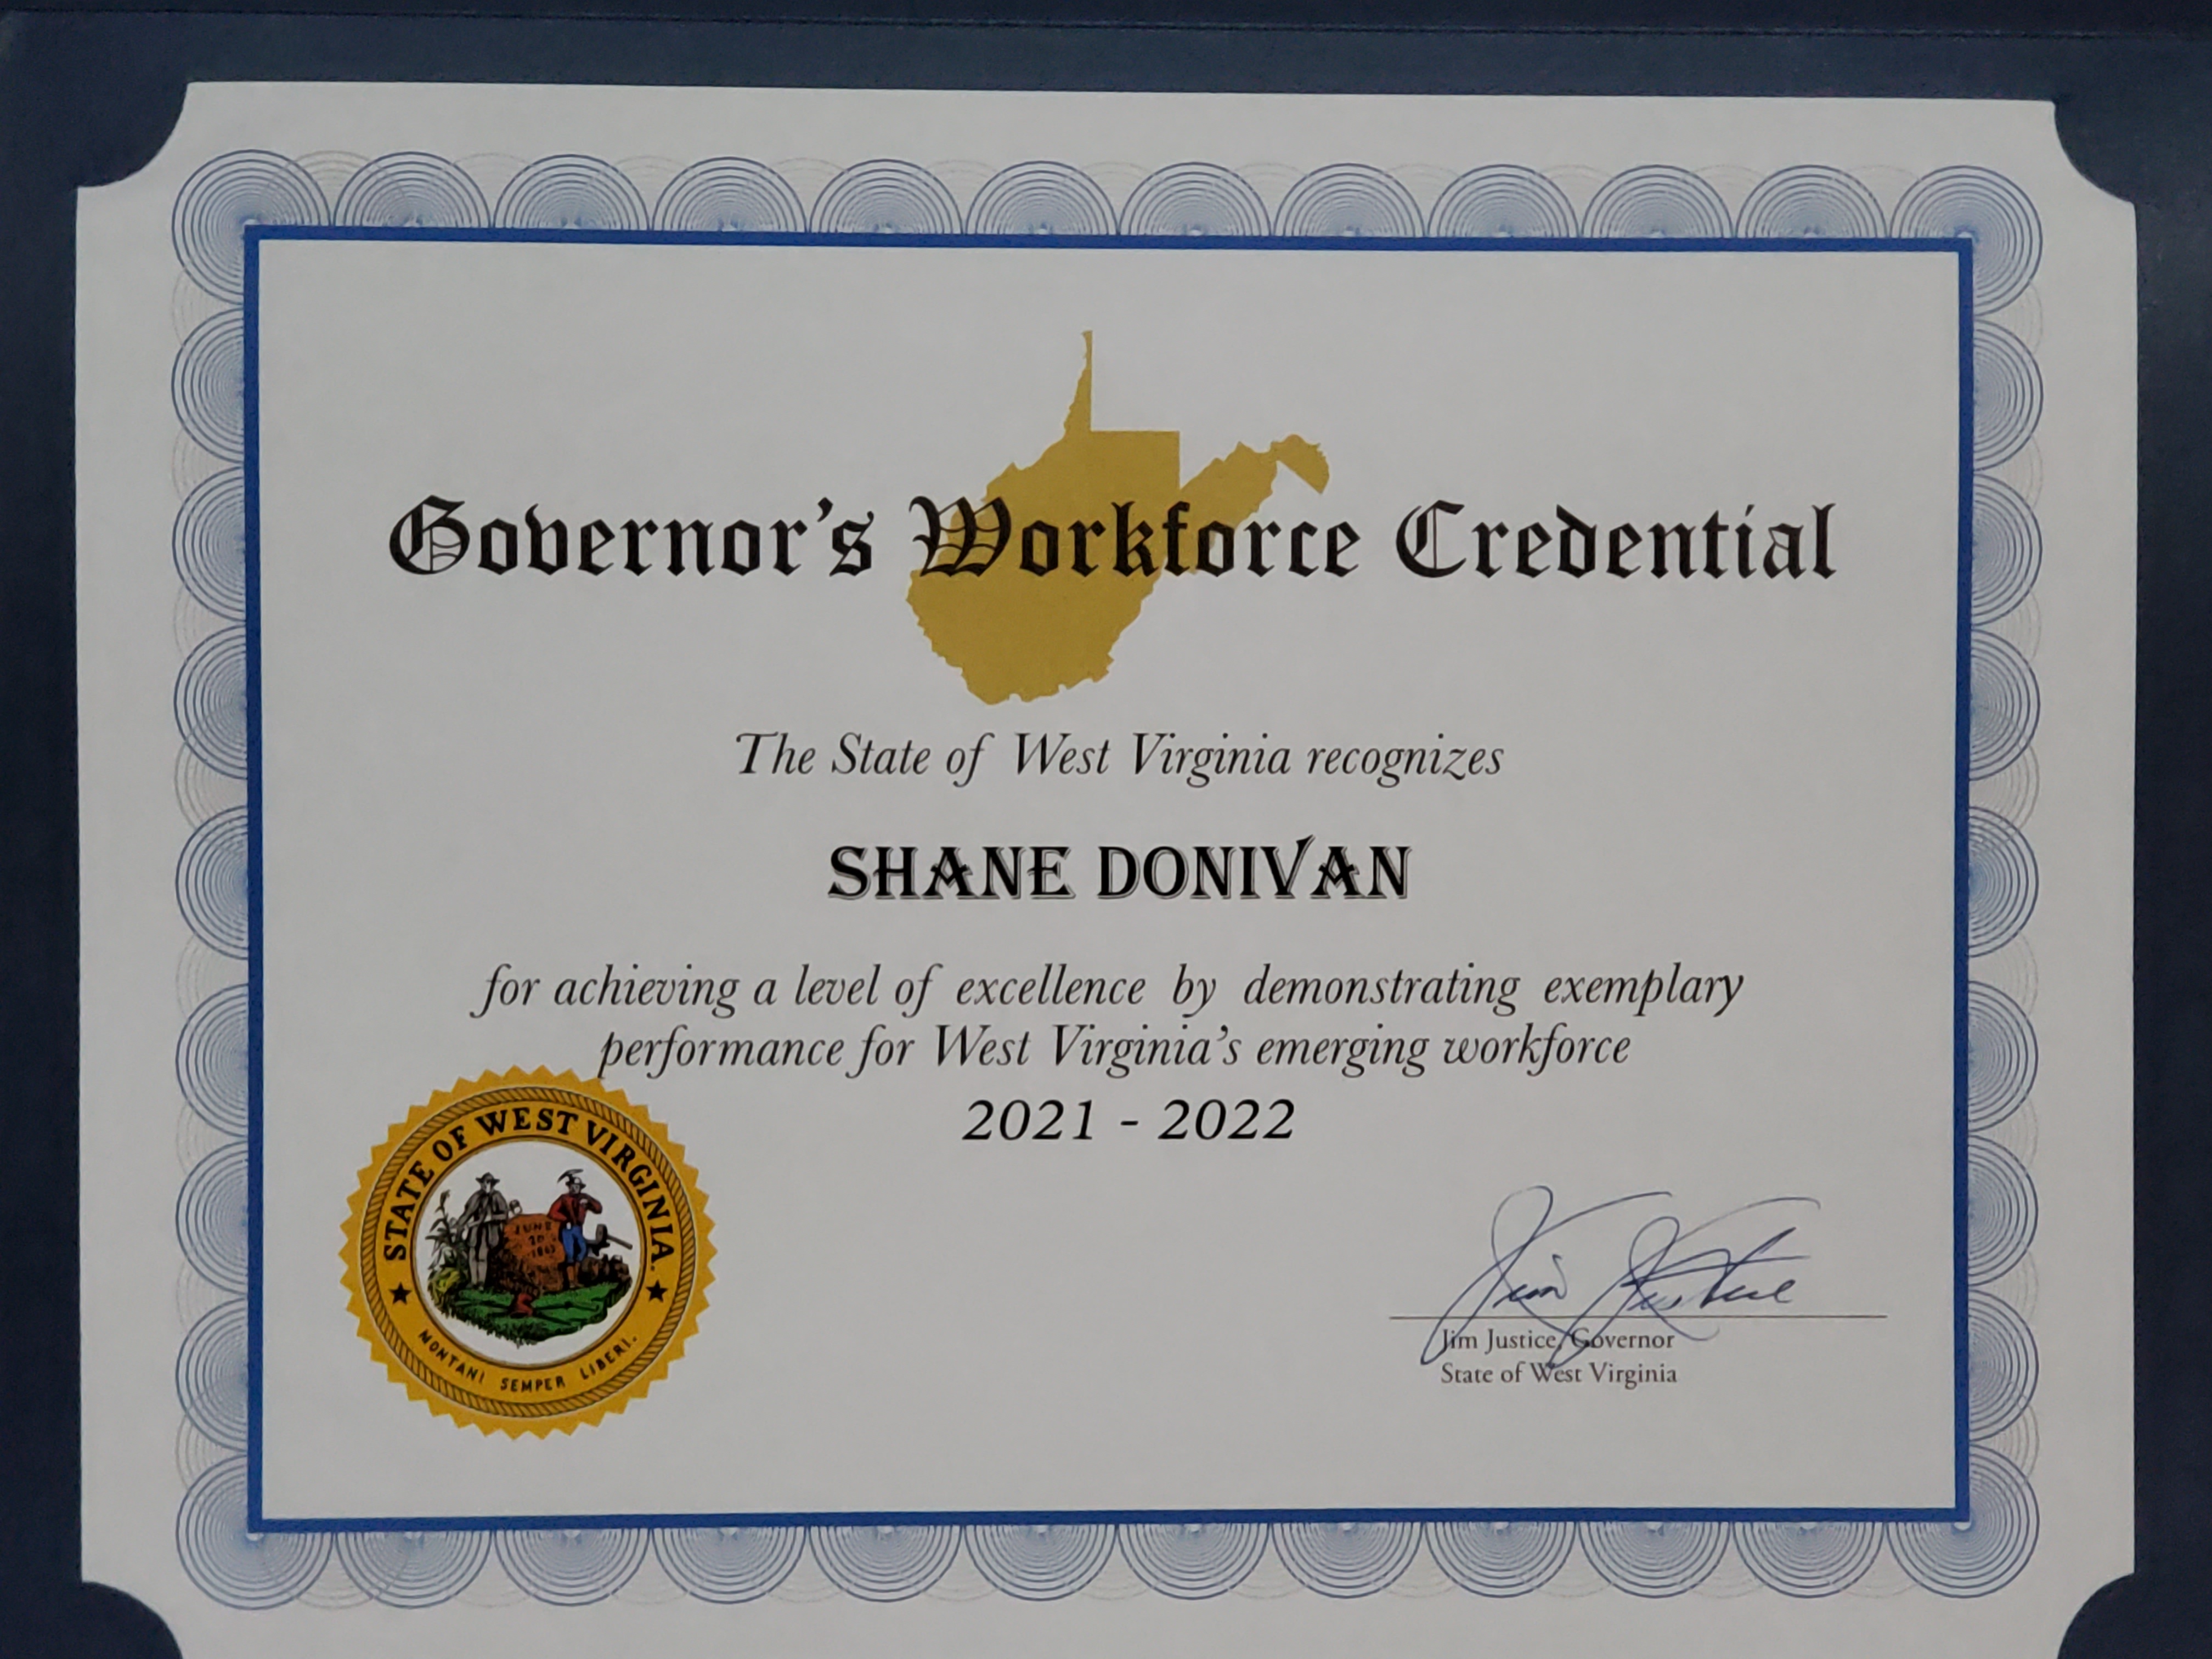 Governor's Workforce Credential
The State of West Virginia recognizes
SHANE DONIVAN
for achieving a level of excellence by demonstrating exemplary
performance for West Virginia's emerging workforce
2021 - 2022
STATE OF WEST VIRGINIA.
JUNE
20
1863
MONTANI SEMPER LIBERI.
Jim Justice
Jim Justice, Governor
State of West Virginia